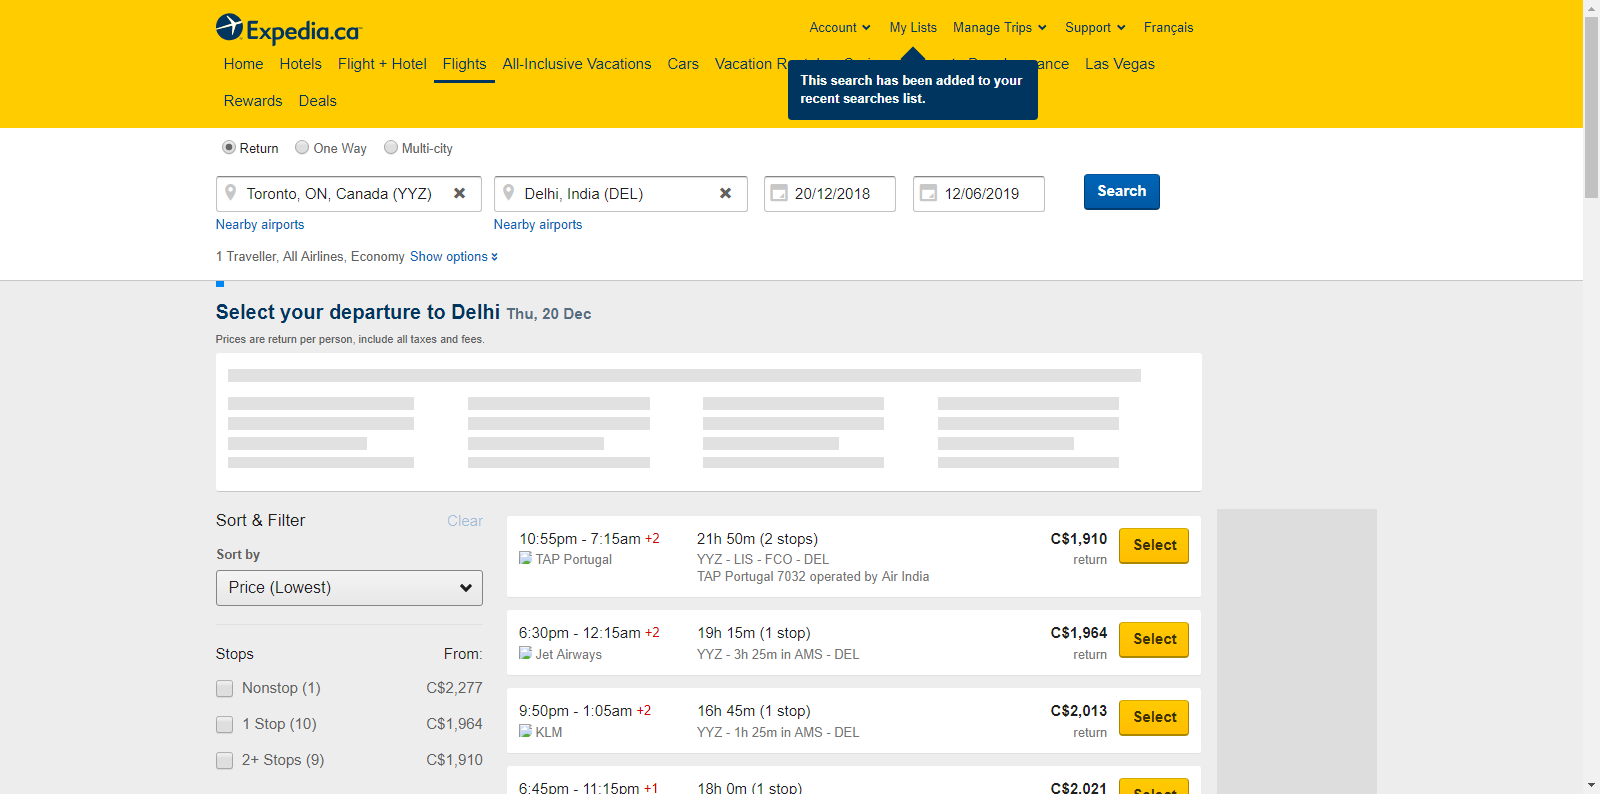 Expedia.ca
Account My Lists Manage Trips Support Français
Home Hotels Flight + Hotel Flights All-Inclusive Vacations Cars Vacation Las Vegas
This search has been added to your
recent searches list.
Rewards Deals
Return One Way Multi-city
Toronto, ON, Canada (YYZ) Delhi, India (DEL) 20/12/2018 12/06/2019 Search
Nearby airports Nearby airports
1 Traveller, All Airlines, Economy Show options
Select your departure to Delhi Thu, 20 Dec
Prices are return per person, include all taxes and fees.
Sort & Filter Clear
Sort by
Price (Lowest)
Stops From:
Nonstop (1) C$2,277
1 Stop (10) C$1,964
2+ Stops (9) C$1,910
10:55pm - 7:15am +2 21h 50m (2 stops) C$1,910 Select
TAP Portugal YYZ - LIS - FCO - DEL return
TAP Portugal 7032 operated by Air India
6:30pm - 12:15am +2 19h 15m (1 stop) C$1,964 Select
Jet Airways YYZ - 3h 25m in AMS - DEL return
9:50pm - 1:05am +2 16h 45m (1 stop) C$2,013 Select
KLM YYZ - 1h 25m in AMS - DEL return
6:45pm - 11:15pm +1 18h 0m (1 stop) C$2,021 Select